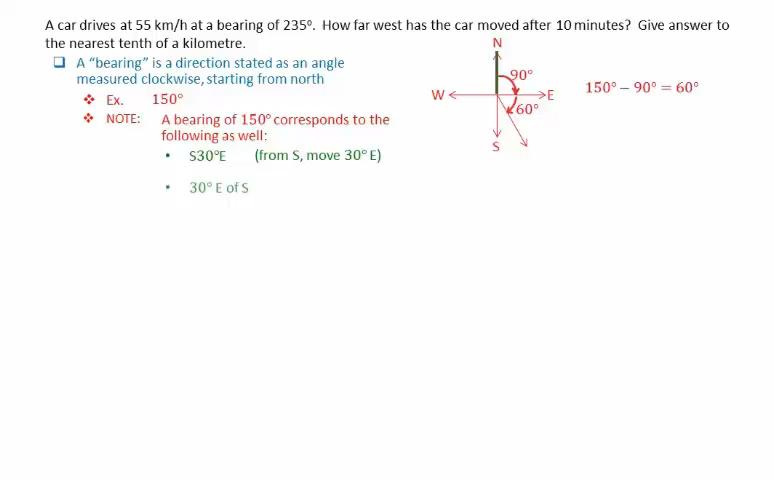 A car drives at 55 km/h at a bearing of 235º. How far west has the car moved after 10 minutes? Give answer to
the nearest tenth of a kilometre.
A “bearing” is a direction stated as an angle
measured clockwise, starting from north
Ex. 150°
NOTE: A bearing of 150° corresponds to the
following as well:
• S30°E (from S, move 30° E)
• 30° E of S
N
90°
W E
60°
S
150° − 90° = 60°